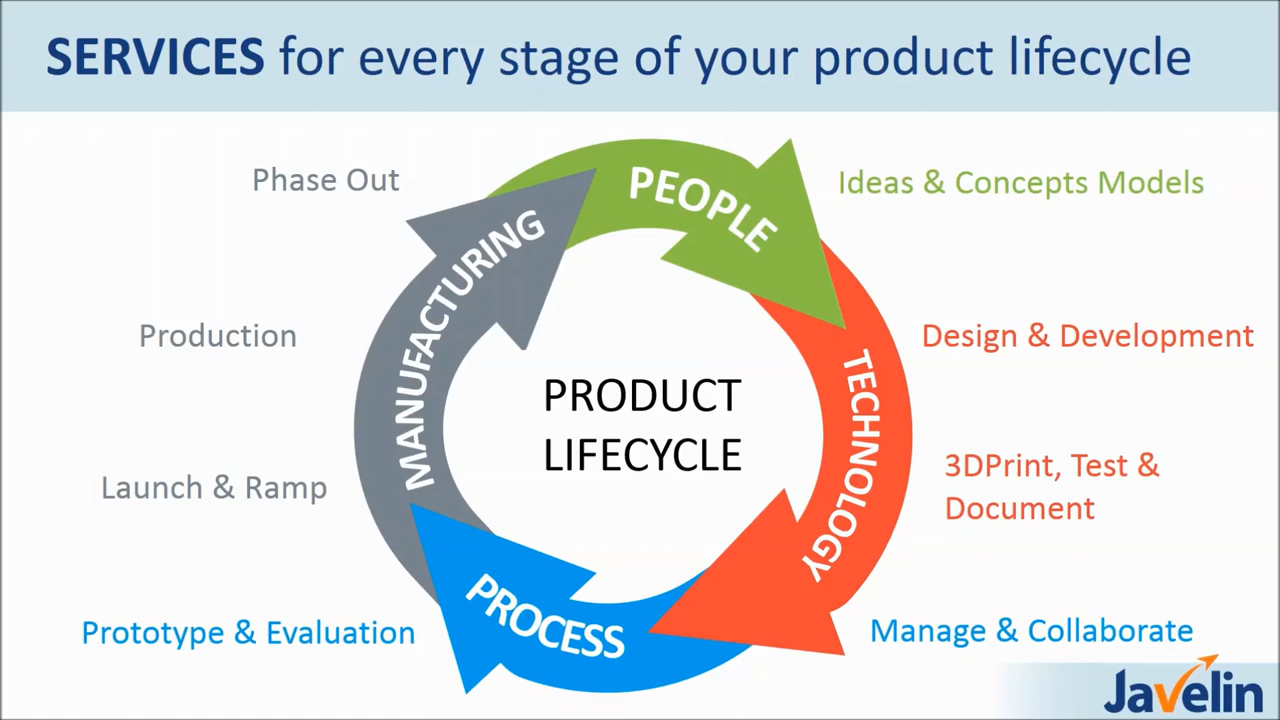 SERVICES for every stage of your product lifecycle
Phase Out
PEOPLE
Ideas & Concepts Models
MANUFACTURING
Production
Design & Development
TECHNOLOGY
PRODUCT
LIFECYCLE
3DPrint, Test &
Document
Launch & Ramp
PROCESS
Prototype & Evaluation
Manage & Collaborate
Javelin